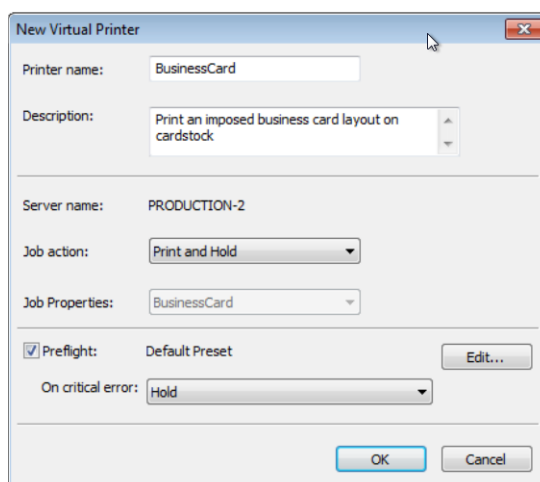 New Virtual Printer
Printer name: BusinessCard
Description: Print an imposed business card layout on
cardstock
Server name: PRODUCTION-2
Job action: Print and Hold
Job Properties: BusinessCard
Preflight: Default Preset Edit...
On critical error: Hold
OK Cancel